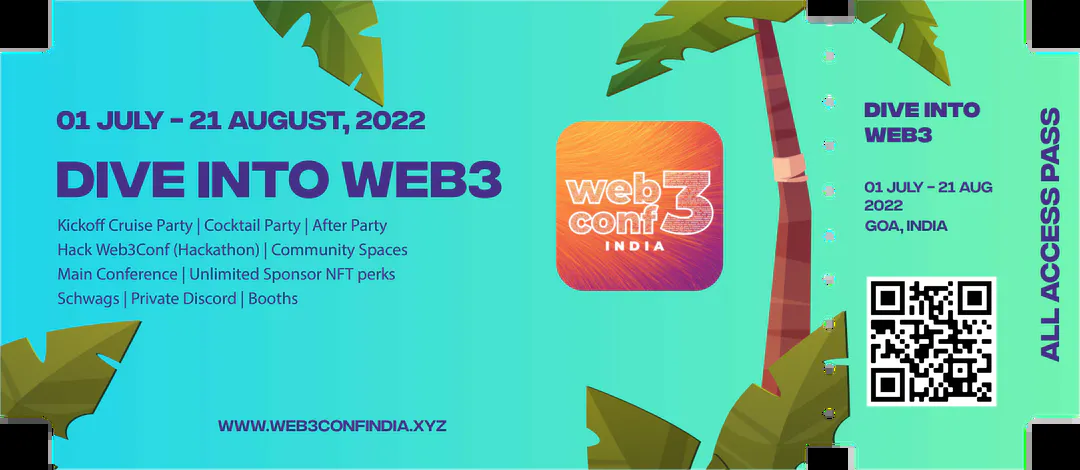 01 JULY – 21 AUGUST, 2022
DIVE INTO WEB3
Kickoff Cruise Party | Cocktail Party | After Party
Hack Web3Conf (Hackathon) | Community Spaces
Main Conference | Unlimited Sponsor NFT perks
Schwags | Private Discord | Booths
WWW.WEB3CONFINDIA.XYZ
web3
conf
INDIA
DIVE INTO
WEB3
01 JULY – 21 AUG
2022
GOA, INDIA
ALL ACCESS PASS